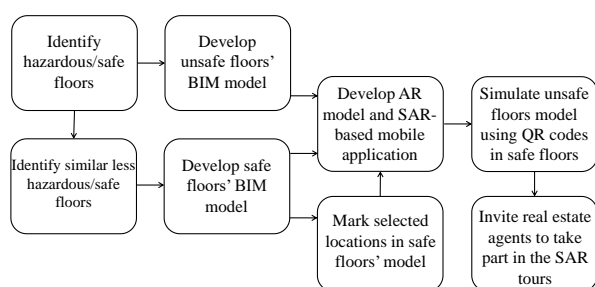 Identify
hazardous/safe
floors
Develop
unsafe floors'
BIM model
Identify similar less
hazardous/safe
floors
Develop safe
floors' BIM
model
Develop AR
model and SAR-
based mobile
application
Mark selected
locations in safe
floors' model
Simulate unsafe
floors model
using QR codes
in safe floors
Invite real estate
agents to take
part in the SAR
tours